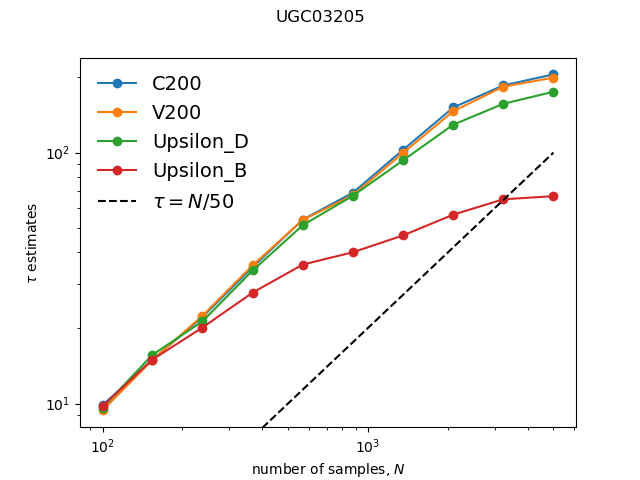 UGC03205
C200
V200
Upsilon_D
Upsilon_B
τ = N/50
10²
10¹
τ estimates
10²
10³
number of samples, N